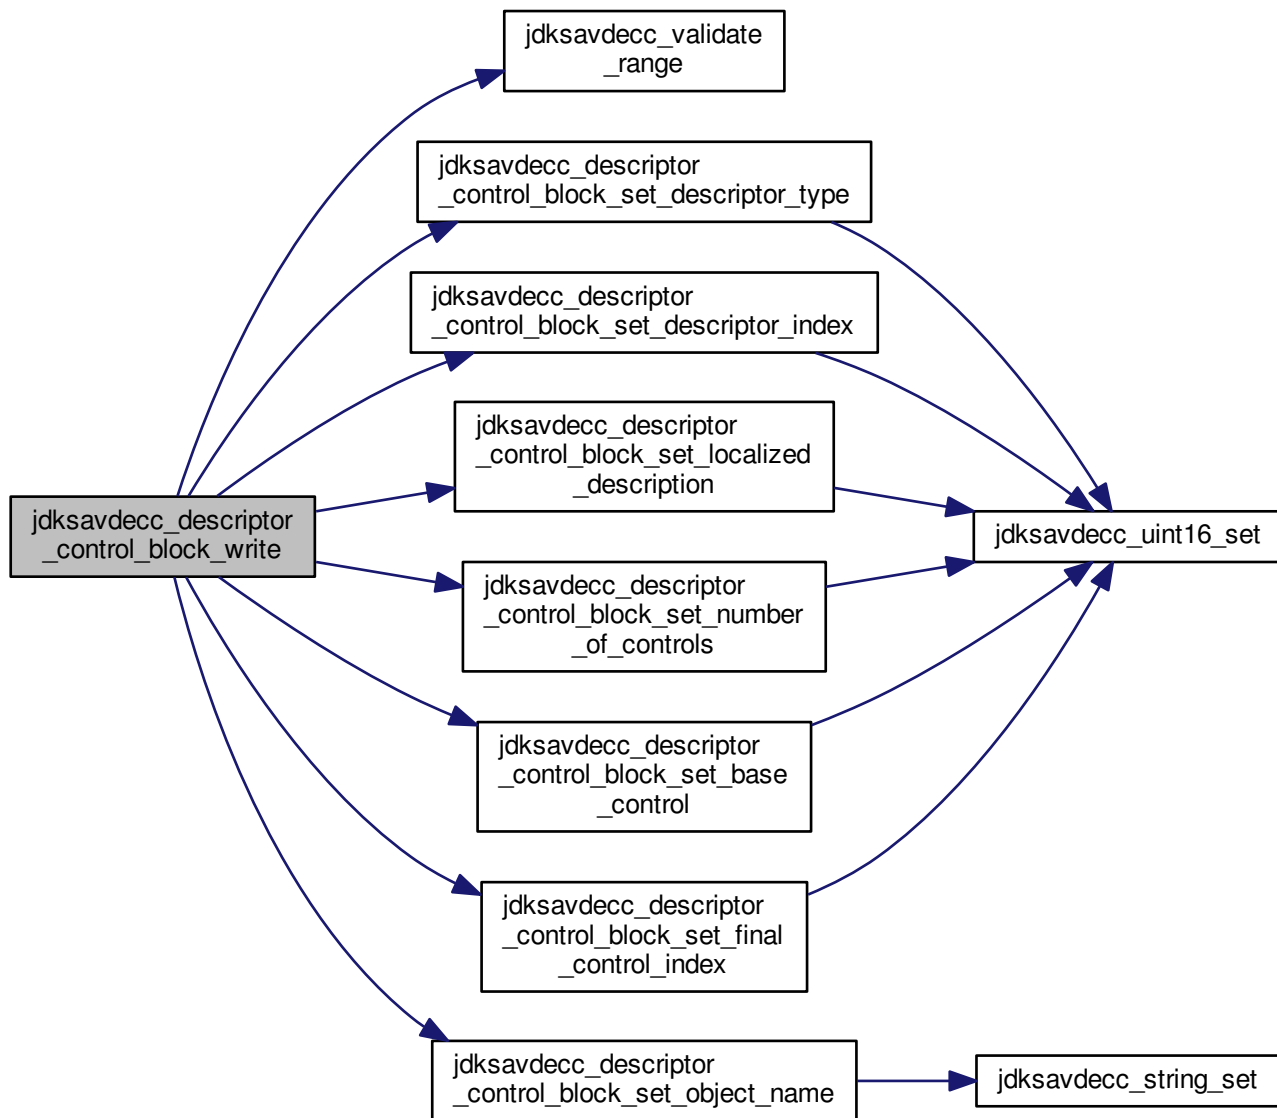 jdksavdecc_validate
_range
jdksavdecc_descriptor
_control_block_set_descriptor_type
jdksavdecc_descriptor
_control_block_set_descriptor_index
jdksavdecc_descriptor
_control_block_set_localized
_description
jdksavdecc_descriptor
_control_block_write
jdksavdecc_uint16_set
jdksavdecc_descriptor
_control_block_set_number
_of_controls
jdksavdecc_descriptor
_control_block_set_base
_control
jdksavdecc_descriptor
_control_block_set_final
_control_index
jdksavdecc_descriptor
_control_block_set_object_name
jdksavdecc_string_set